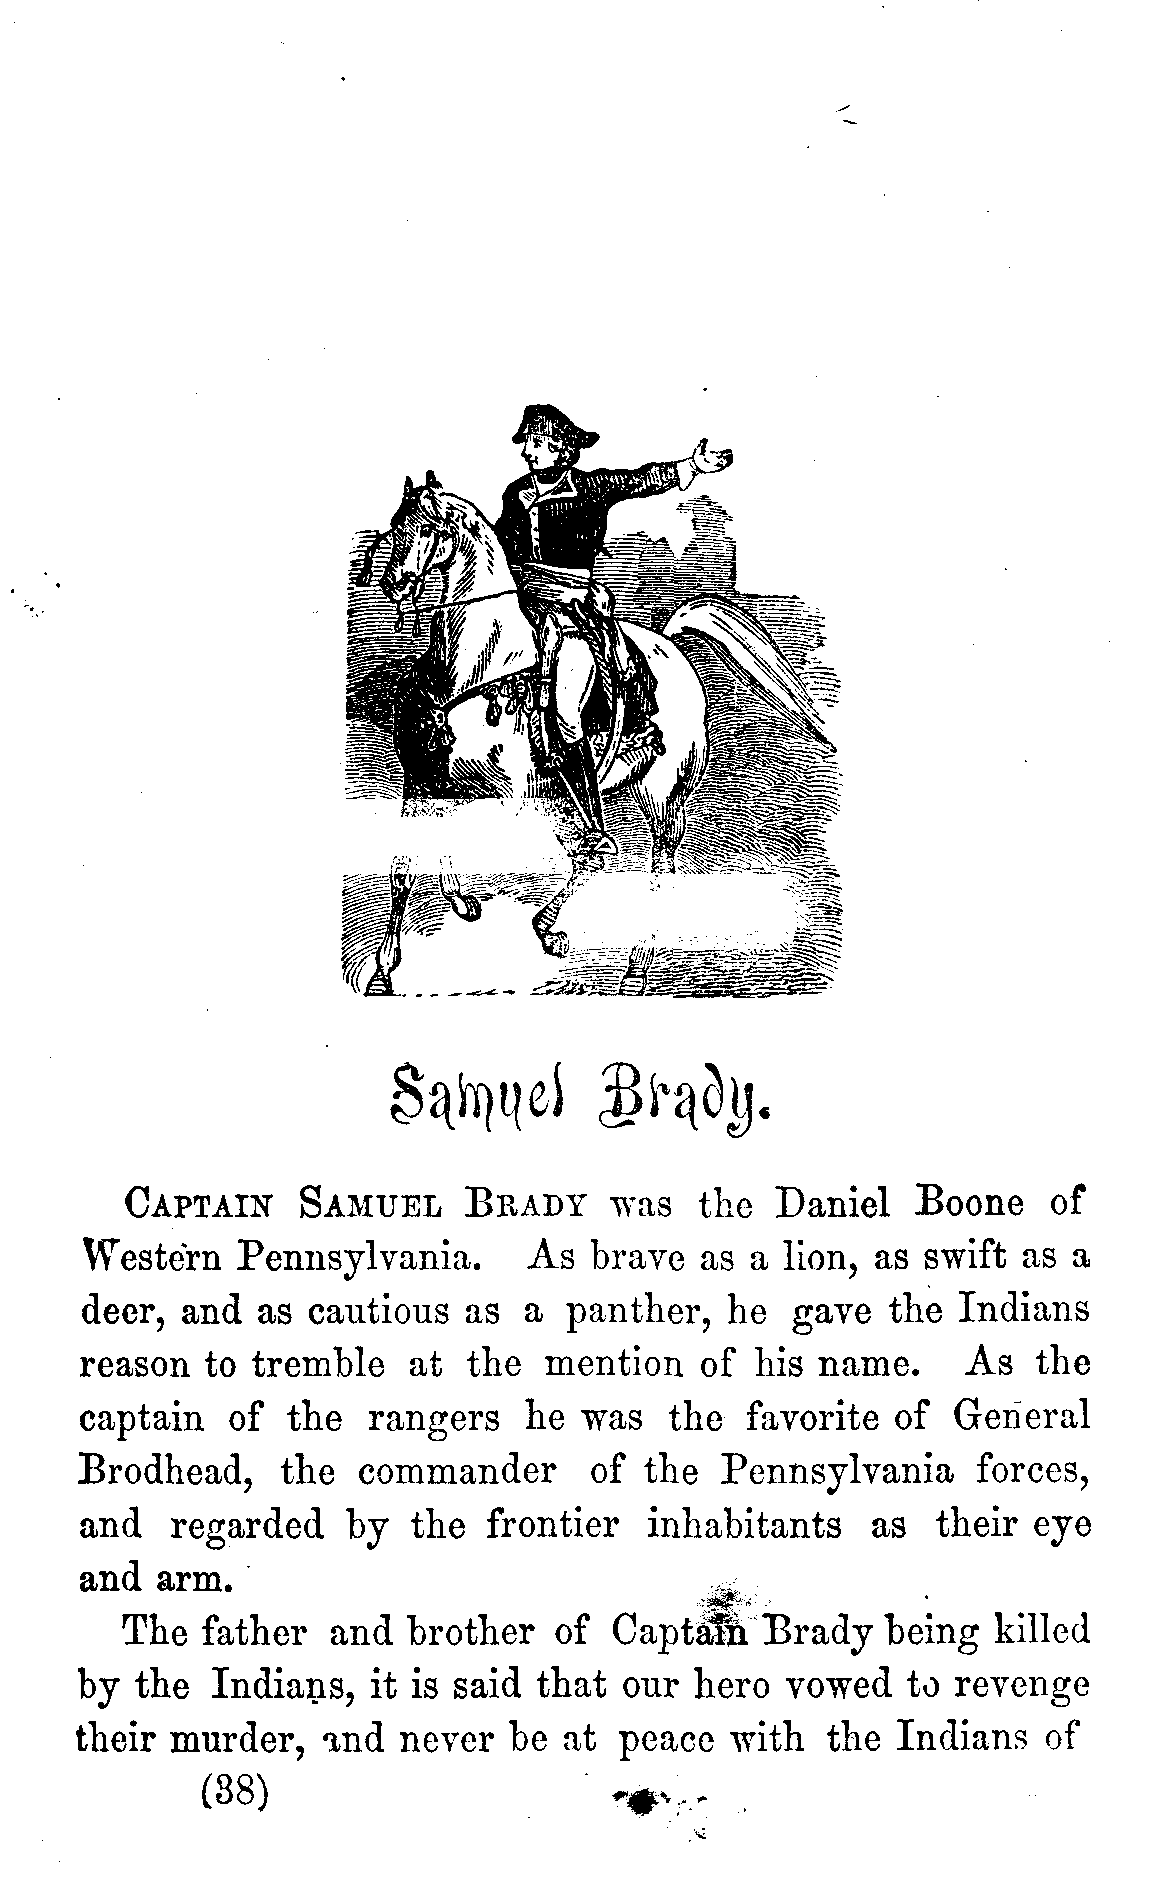 Samuel Brady.
CAPTAIN SAMUEL BRADY was the Daniel Boone of
Western Pennsylvania. As brave as a lion, as swift as a
deer, and as cautious as a panther, he gave the Indians
reason to tremble at the mention of his name. As the
captain of the rangers he was the favorite of General
Brodhead, the commander of the Pennsylvania forces,
and regarded by the frontier inhabitants as their eye
and arm.
The father and brother of Captain Brady being killed
by the Indians, it is said that our hero vowed to revenge
their murder, and never be at peace with the Indians of
(38)